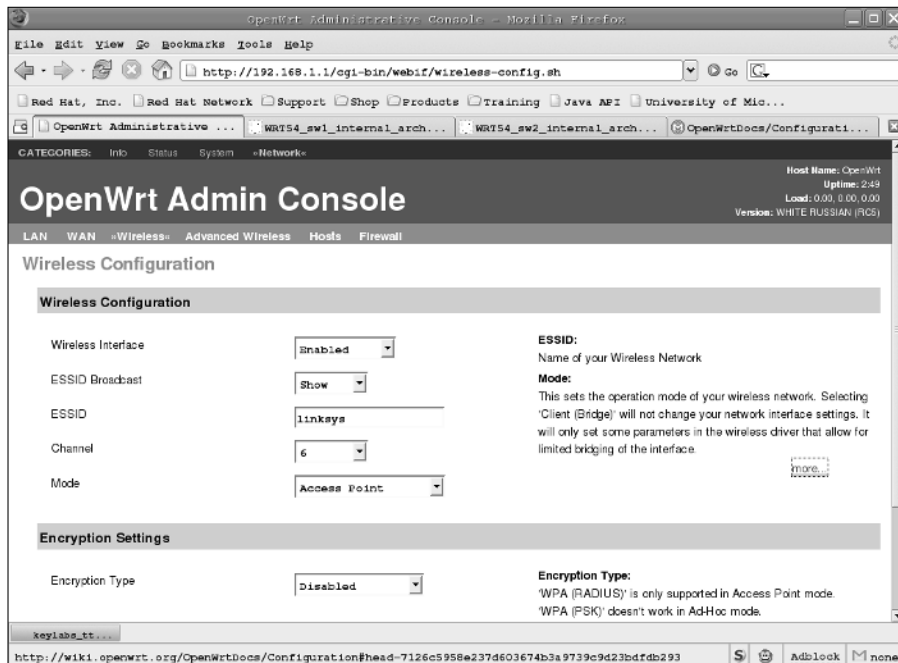 OpenWrt Administrative Console - Mozilla Firefox
File Edit View Go Bookmarks Tools Help
http://192.168.1.1/cgi-bin/webif/wireless-config.sh Go G
Red Hat, Inc. Red Hat Network Support Shop Products Training Java API University of Mic...
OpenWrt Administrative ... WRT54_sw1_internal_arch... WRT54_sw2_internal_arch... OpenWrtDocs/Configurati...
CATEGORIES: Info Status System »Network«
Host Name: OpenWrt
Uptime: 2:49
Load: 0.00, 0.00, 0.00
Version: WHITE RUSSIAN (RC5)
OpenWrt Admin Console
LAN WAN »Wireless« Advanced Wireless Hosts Firewall
Wireless Configuration
Wireless Configuration
Wireless Interface Enabled
ESSID Broadcast Show
ESSID linksys
Channel 6
Mode Access Point
ESSID:
Name of your Wireless Network
Mode:
This sets the operation mode of your wireless network. Selecting
'Client (Bridge)' will not change your network interface settings. It
will only set some parameters in the wireless driver that allow for
limited bridging of the interface.
more...
Encryption Settings
Encryption Type Disabled
Encryption Type:
'WPA (RADIUS)' is only supported in Access Point mode.
'WPA (PSK)' doesn't work in Ad-Hoc mode.
keylabs_tt...
http://wiki.openwrt.org/OpenWrtDocs/Configuration#head-7126c5958e237d603674b3a9739c9d23bdfdb293 S Adblock M none